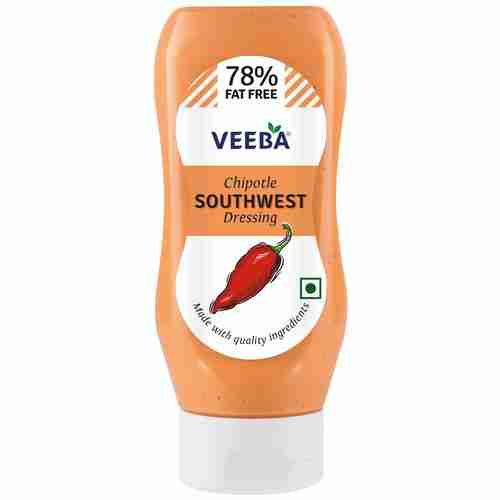 78%
FAT FREE
VEEBA
Chipotle
SOUTHWEST
Dressing
Made with quality ingredients